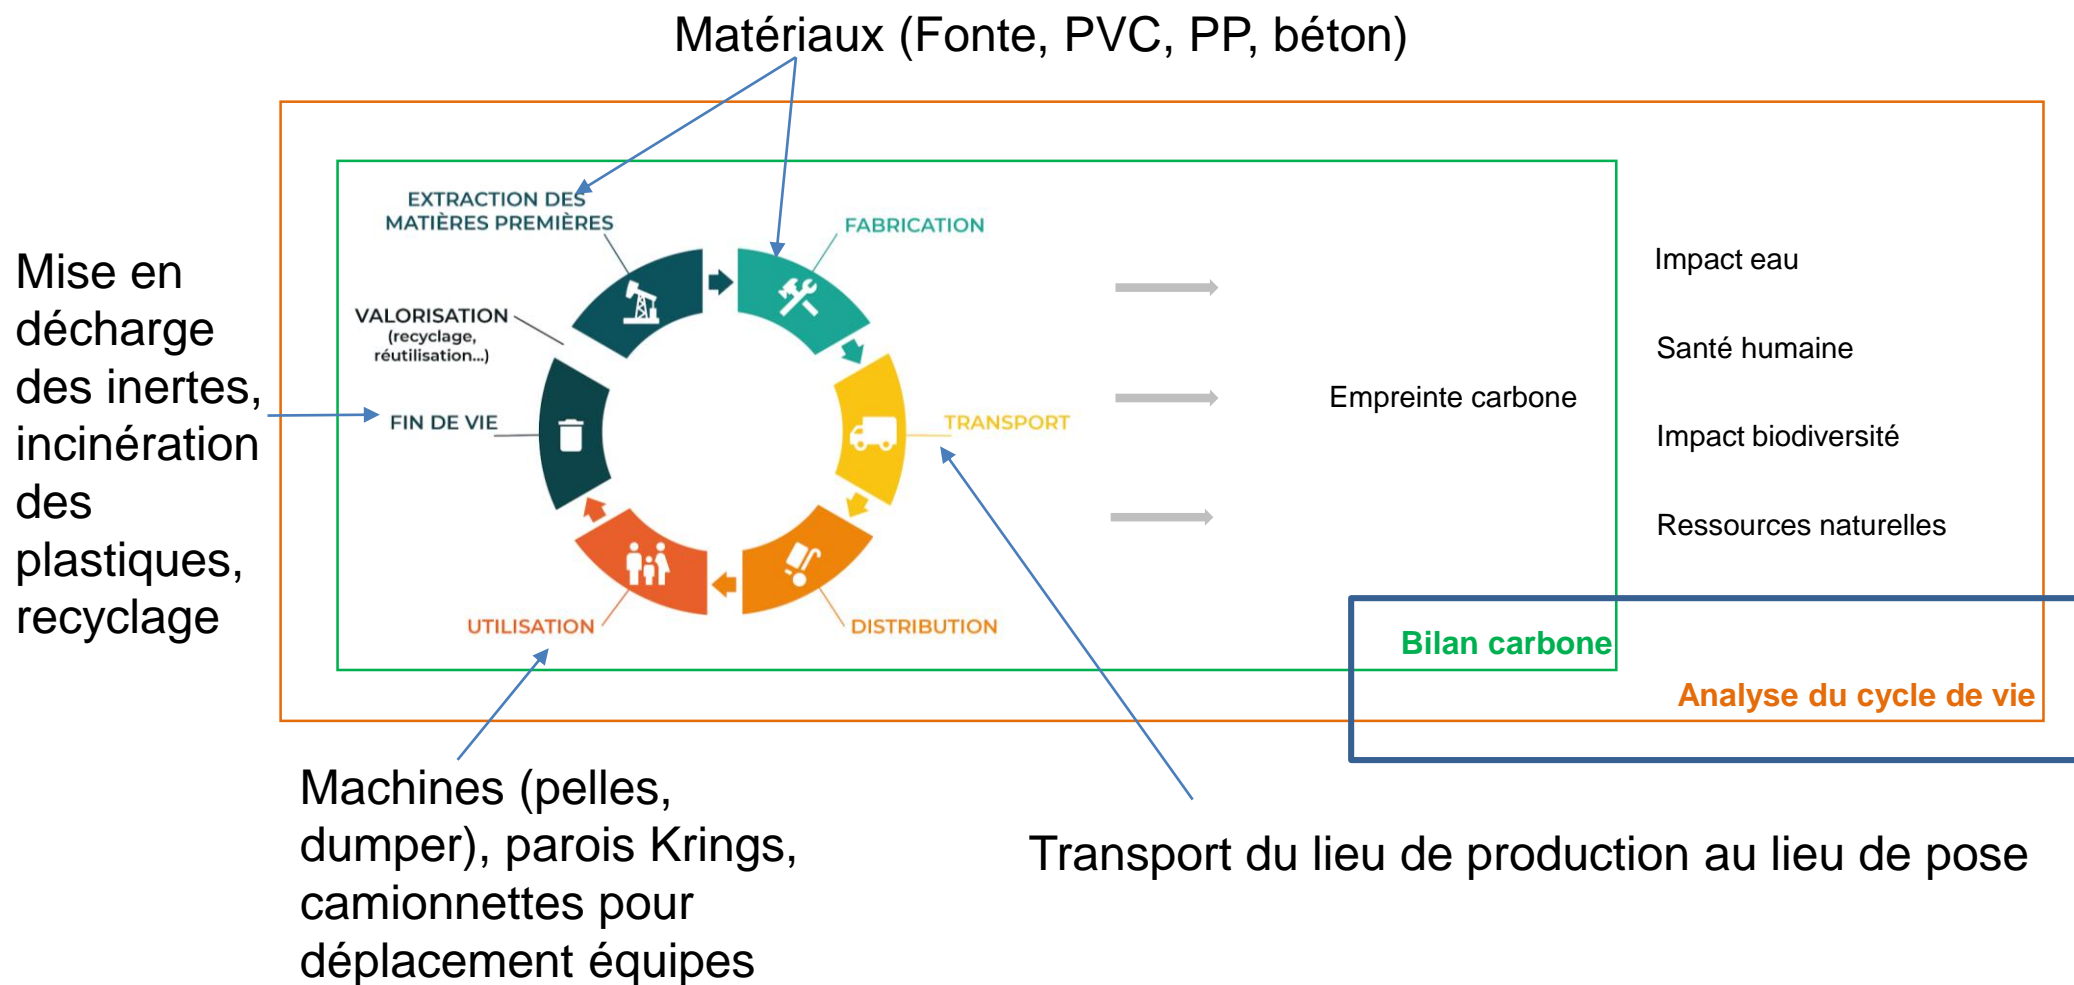 Matériaux (Fonte, PVC, PP, béton)
EXTRACTION DES
MATIÈRES PREMIÈRES
FABRICATION
VALORISATION
(recyclage,
réutilisation...)
FIN DE VIE
TRANSPORT
UTILISATION
DISTRIBUTION
Mise en
décharge
des inertes,
incinération
des
plastiques,
recyclage
Empreinte carbone
Impact eau
Santé humaine
Impact biodiversité
Ressources naturelles
Bilan carbone
Analyse du cycle de vie
Machines (pelles,
dumper), parois Krings,
camionnettes pour
déplacement équipes
Transport du lieu de production au lieu de pose